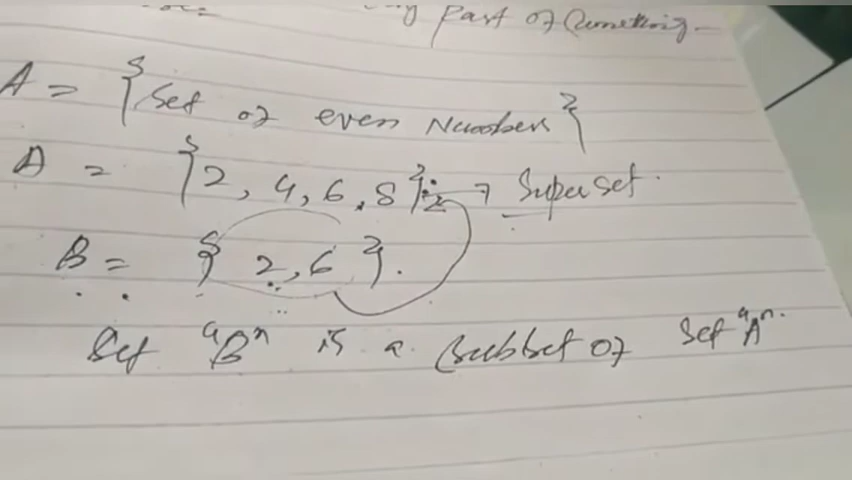 Part of Something
A = {Set of even Numbers}
A = {2, 4, 6, 8} → Superset.
B = {2, 6}.
Set "B" is a subset of Set "A".